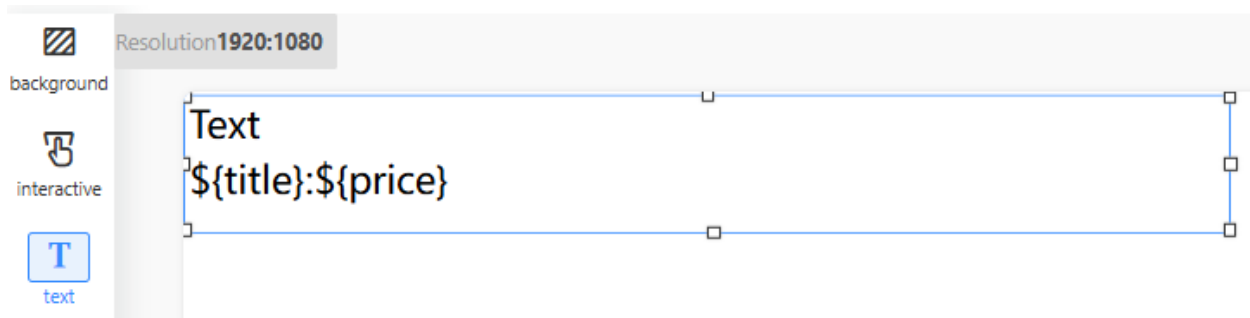 Resolution1920:1080
background
Text
${title}:${price}
interactive
T
text